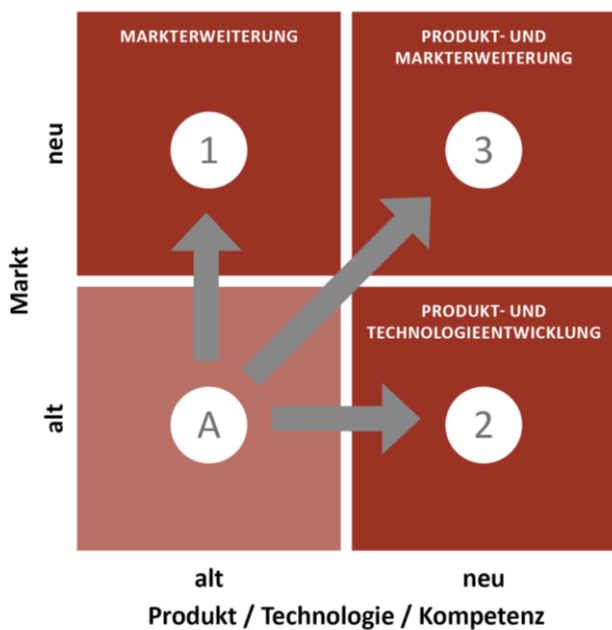 MARKTERWEITERUNG
PRODUKT- UND
MARKTERWEITERUNG
1
3
neu
Markt
PRODUKT- UND
TECHNOLOGIEENTWICKLUNG
A
2
alt
alt
neu
Produkt / Technologie / Kompetenz